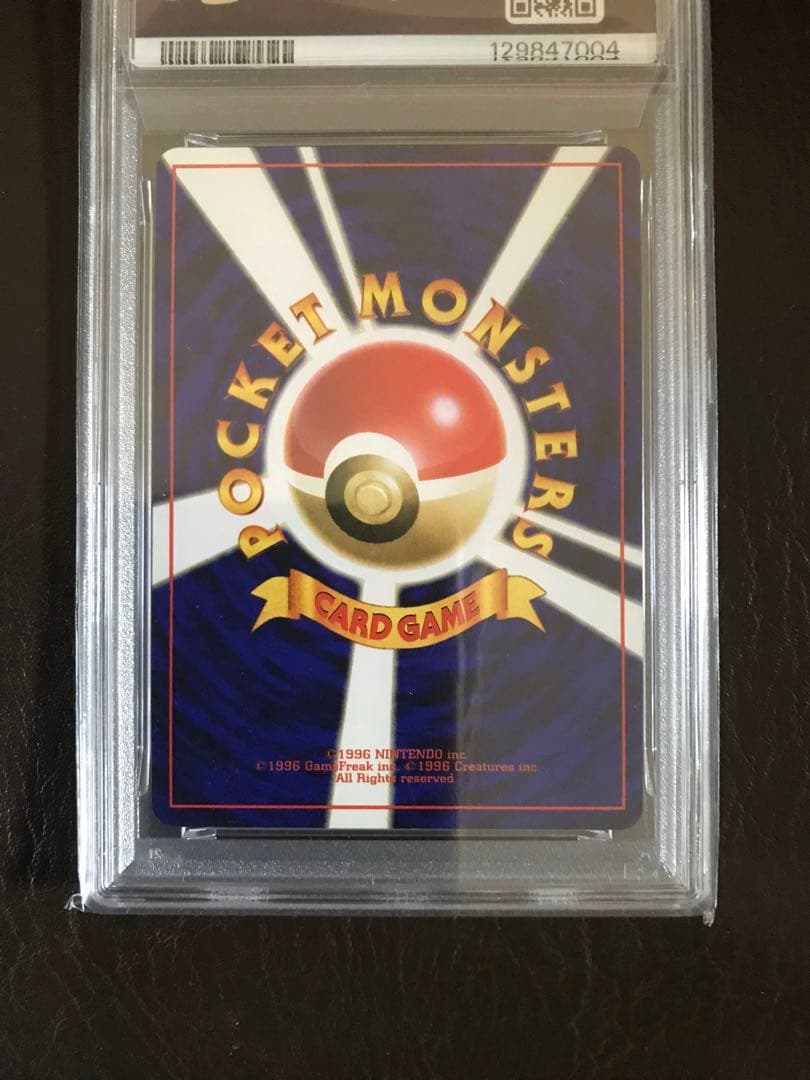 129847004
POCKET MONSTERS
CARD GAME
©1996 NINTENDO inc.
©1996 GameFreak inc. ©1996 Creatures inc.
All Rights reserved